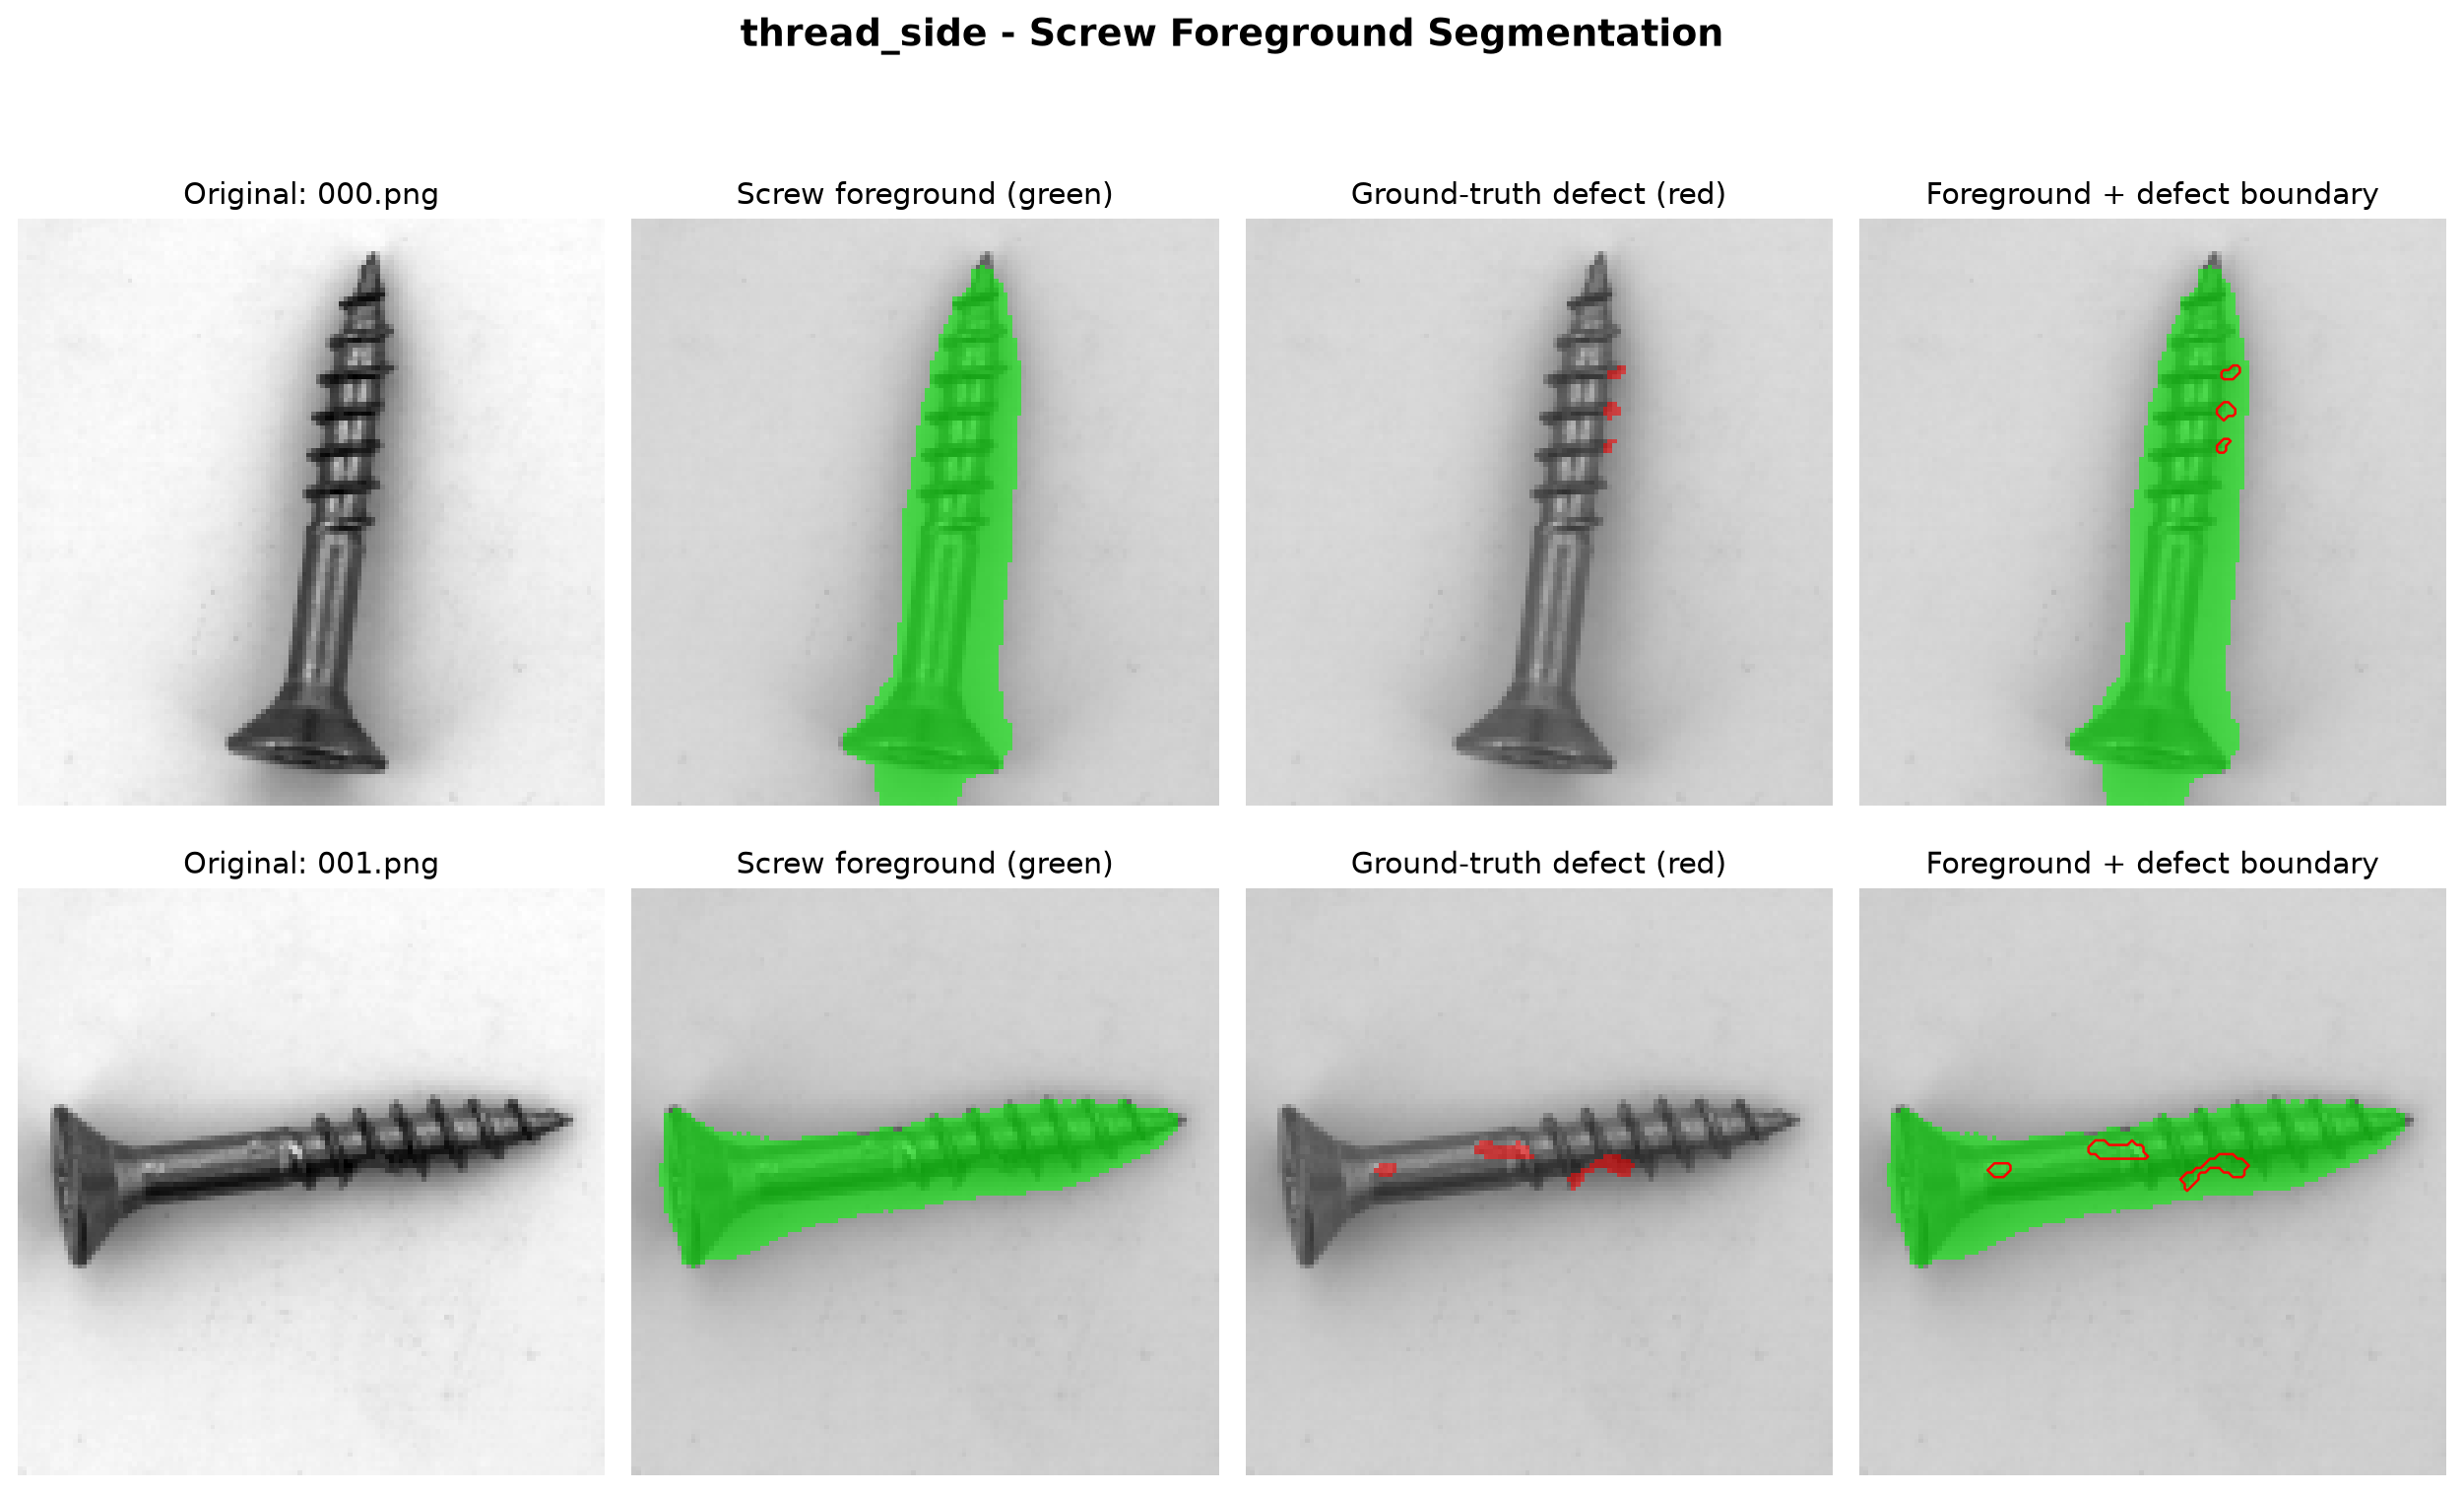 thread_side - Screw Foreground Segmentation
Original: 000.png
Screw foreground (green)
Ground-truth defect (red)
Foreground + defect boundary
Original: 001.png
Screw foreground (green)
Ground-truth defect (red)
Foreground + defect boundary